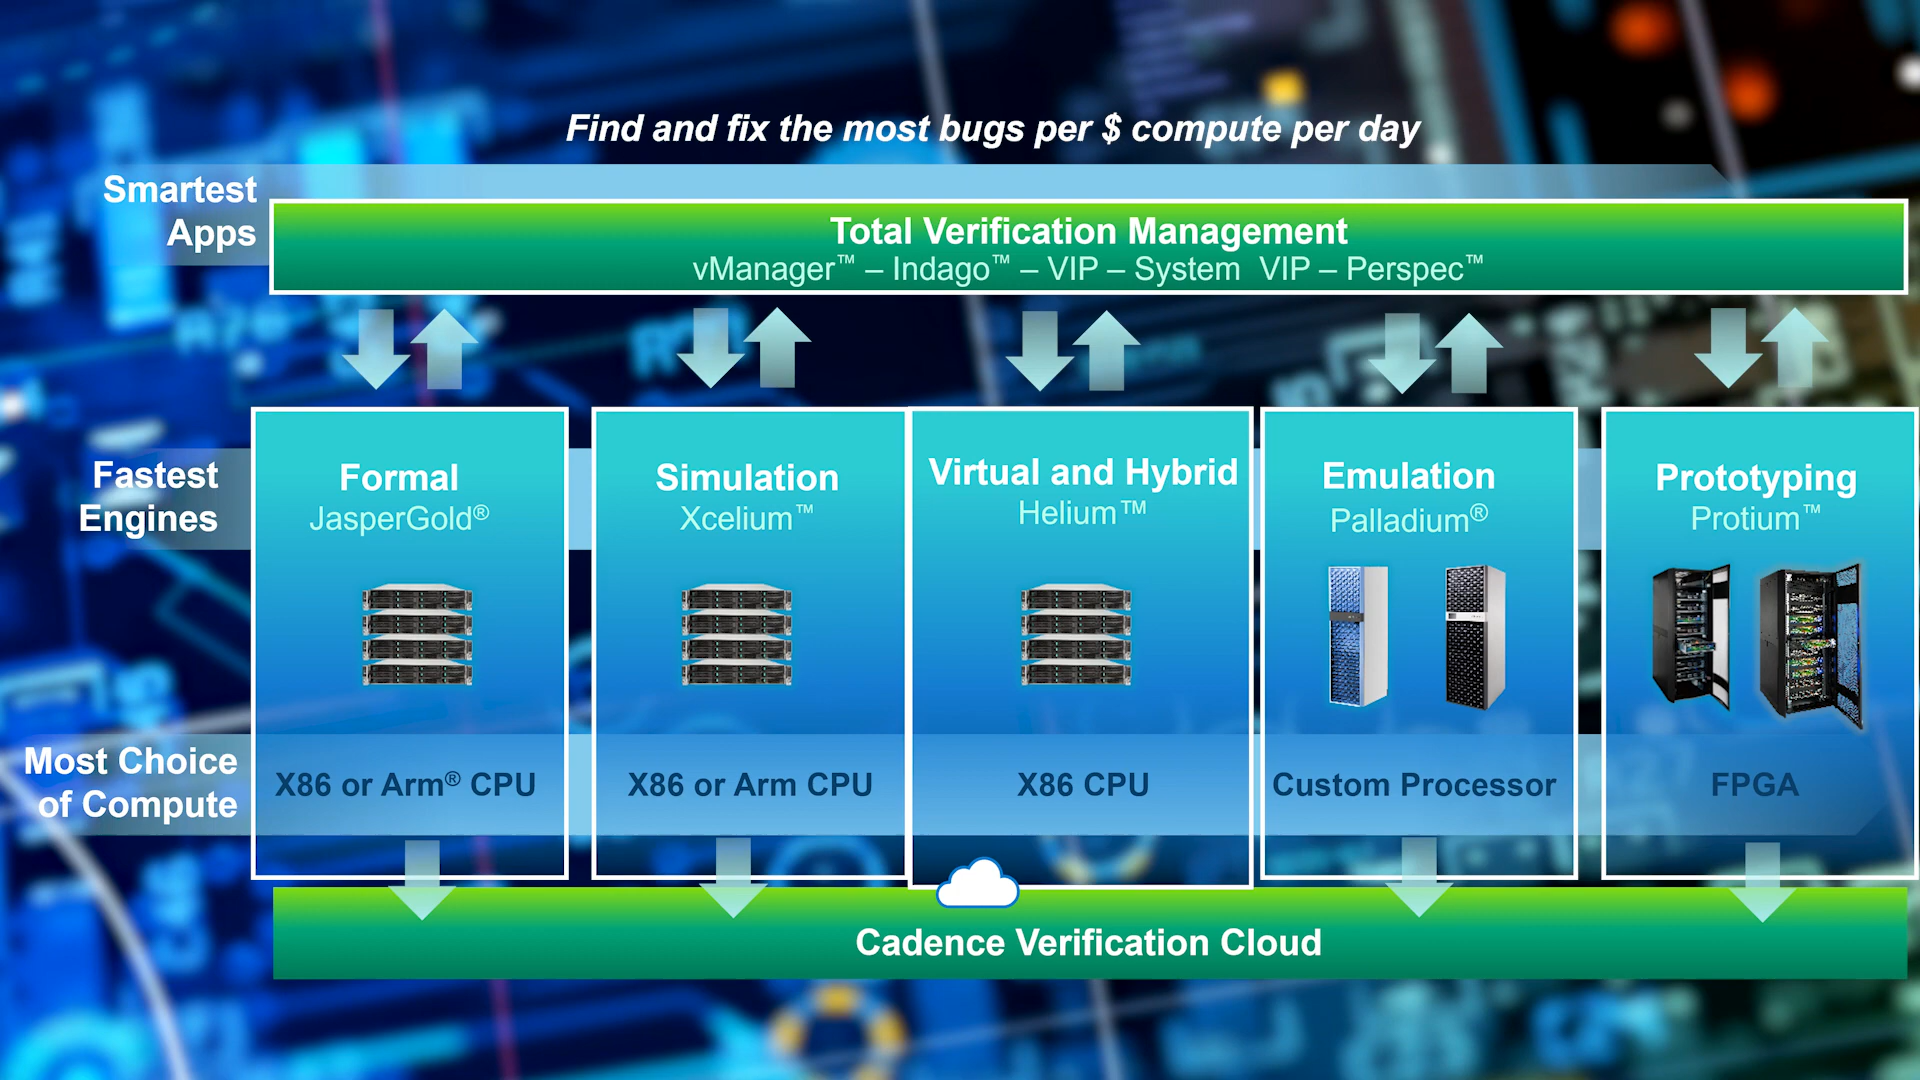 Find and fix the most bugs per $ compute per day
Smartest
Apps
Total Verification Management
vManager™ – Indago™ – VIP – System VIP – Perspec™
Fastest
Engines
Formal
JasperGold®
Simulation
Xcelium™
Virtual and Hybrid
Helium™
Emulation
Palladium®
Prototyping
Protium™
Most Choice
of Compute
X86 or Arm® CPU
X86 or Arm CPU
X86 CPU
Custom Processor
FPGA
Cadence Verification Cloud